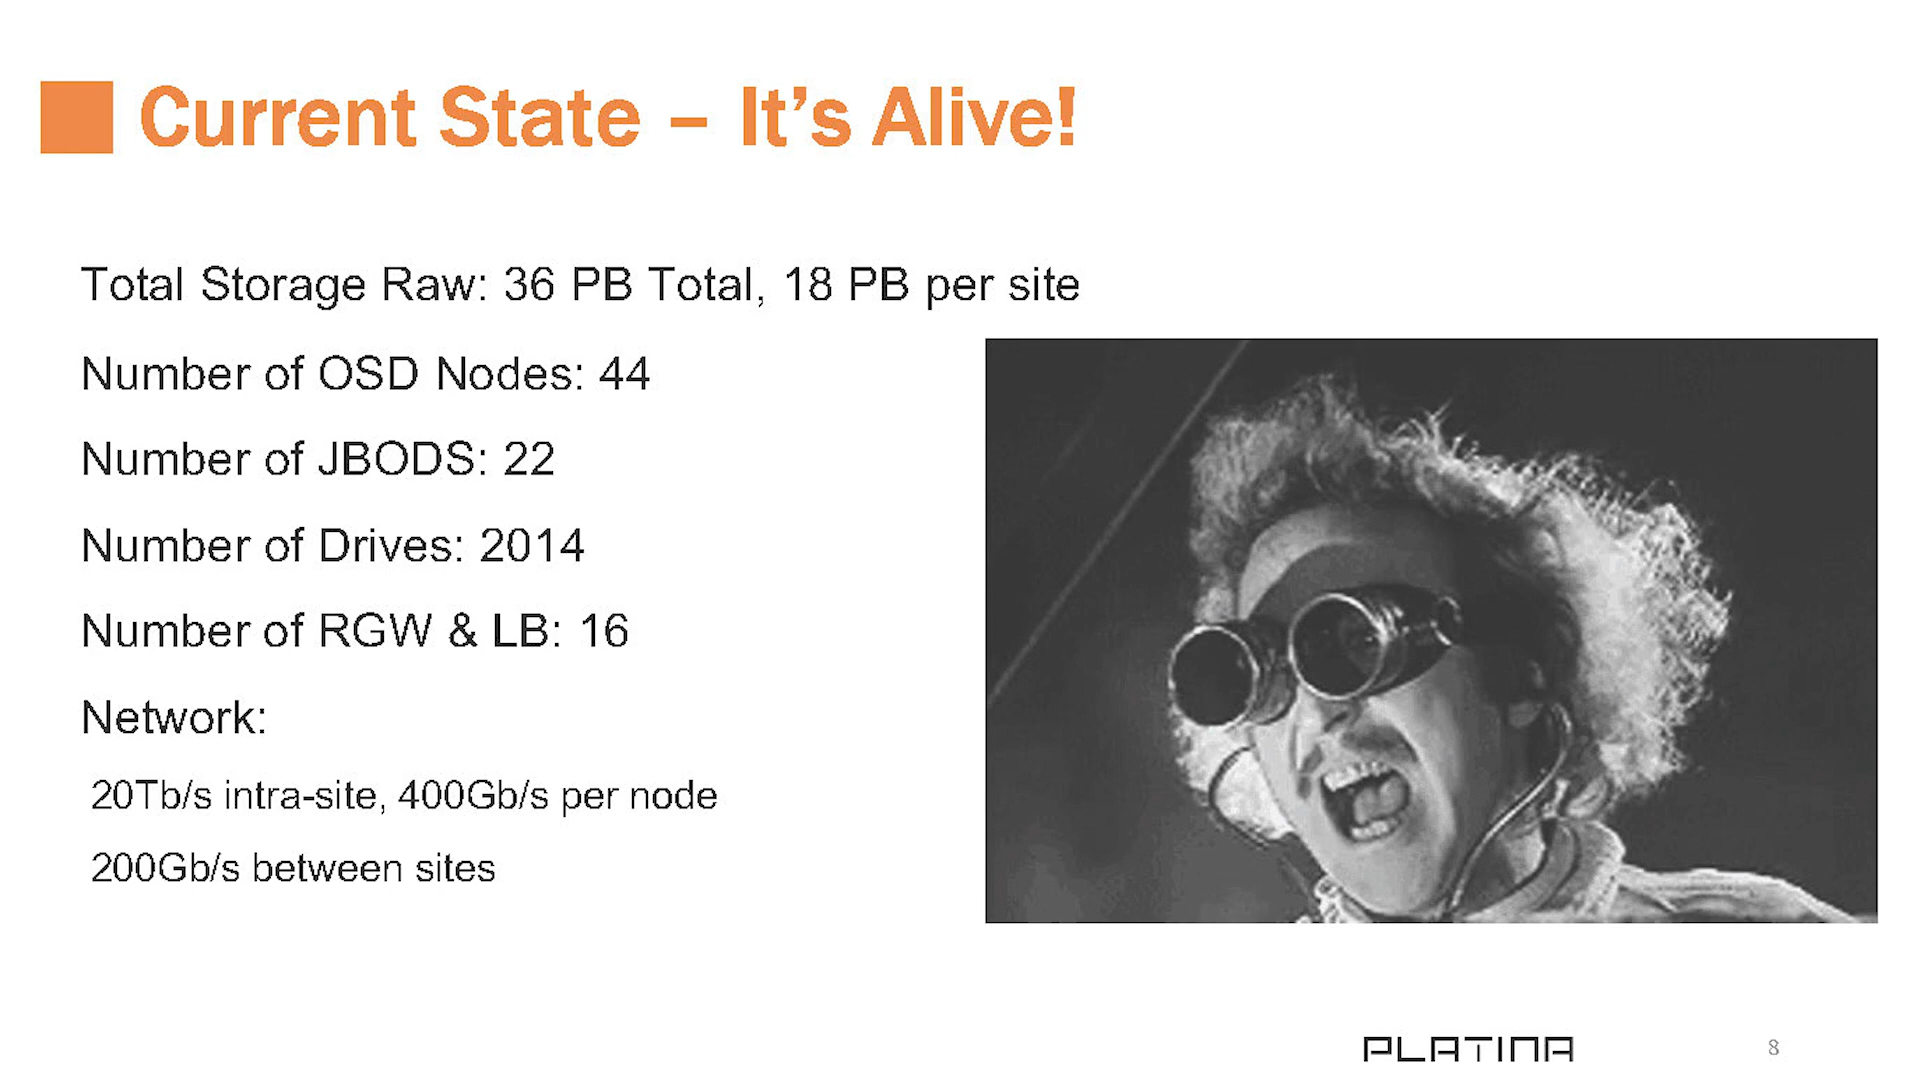 Current State – It’s Alive!
Total Storage Raw: 36 PB Total, 18 PB per site
Number of OSD Nodes: 44
Number of JBODS: 22
Number of Drives: 2014
Number of RGW & LB: 16
Network:
20Tb/s intra-site, 400Gb/s per node
200Gb/s between sites
PLATINA
8